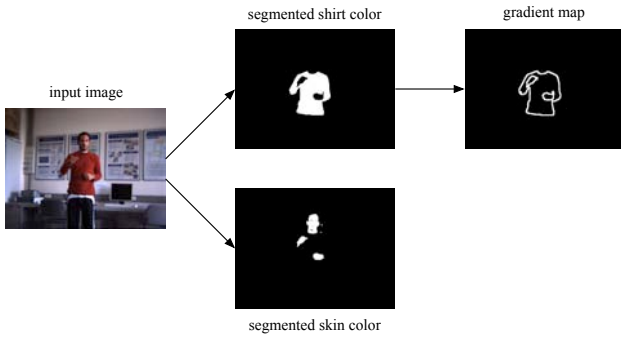 segmented shirt color
gradient map
input image
segmented skin color